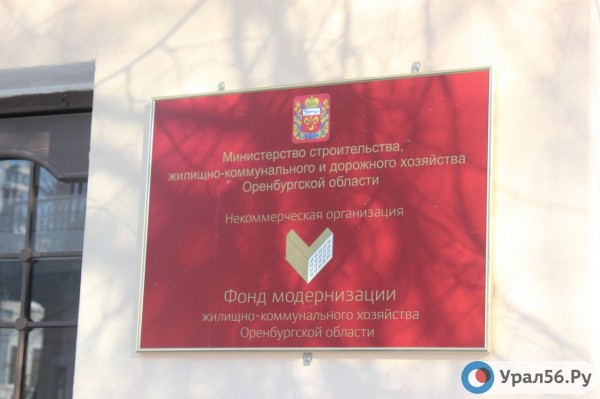 Министерство строительства,
жилищно-коммунального и дорожного хозяйства
Оренбургской области
Некоммерческая организация
Фонд модернизации
жилищно-коммунального хозяйства
Оренбургской области
Урал56.Ру